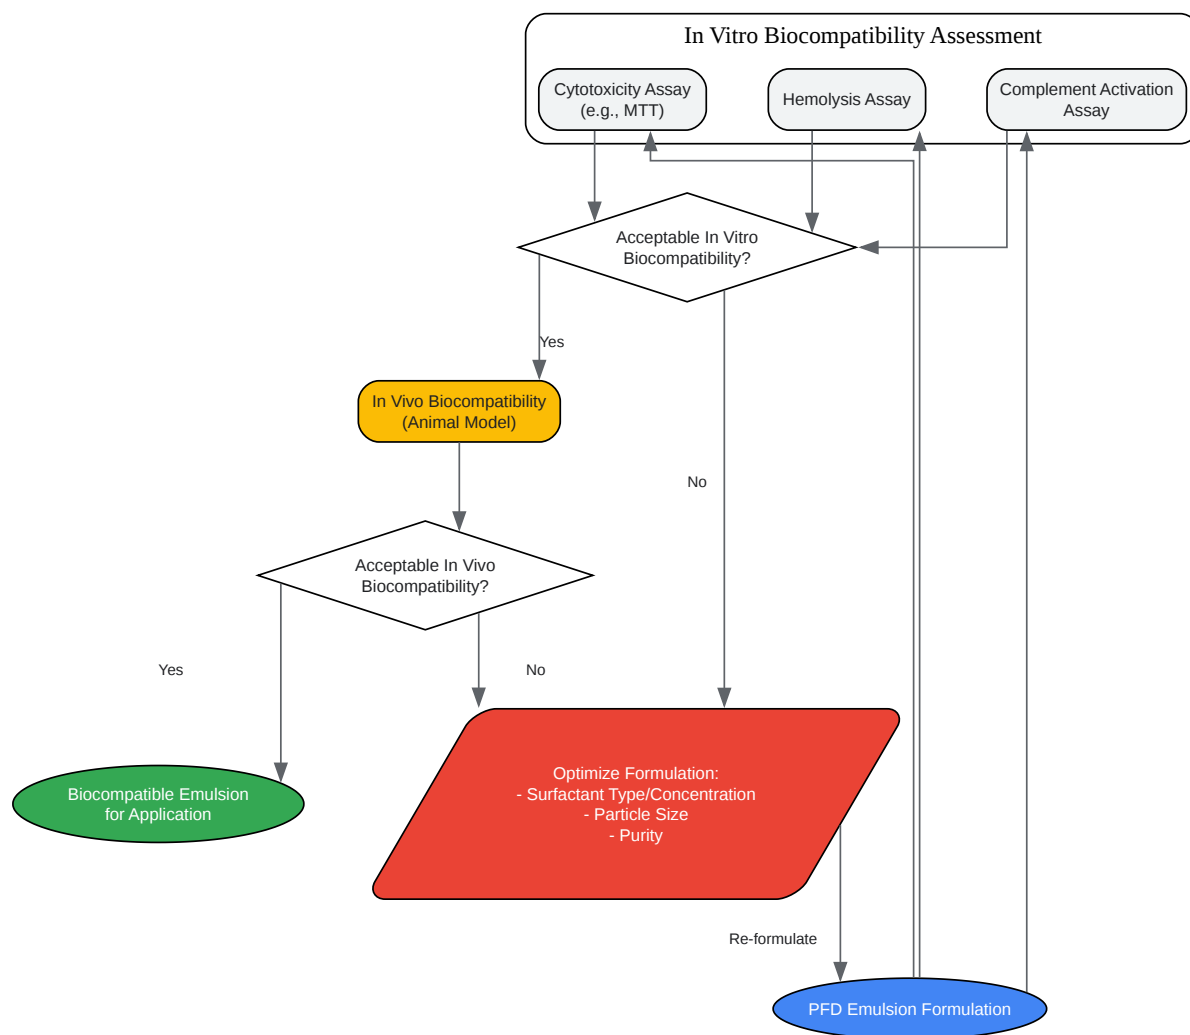 In Vitro Biocompatibility Assessment
Cytotoxicity Assay
(e.g., MTT)
Hemolysis Assay
Complement Activation
Assay
Acceptable In Vitro
Biocompatibility?
Yes
In Vivo Biocompatibility
(Animal Model)
No
Acceptable In Vivo
Biocompatibility?
Yes
No
Optimize Formulation:
- Surfactant Type/Concentration
- Particle Size
- Purity
Biocompatible Emulsion
for Application
Re-formulate
PFD Emulsion Formulation